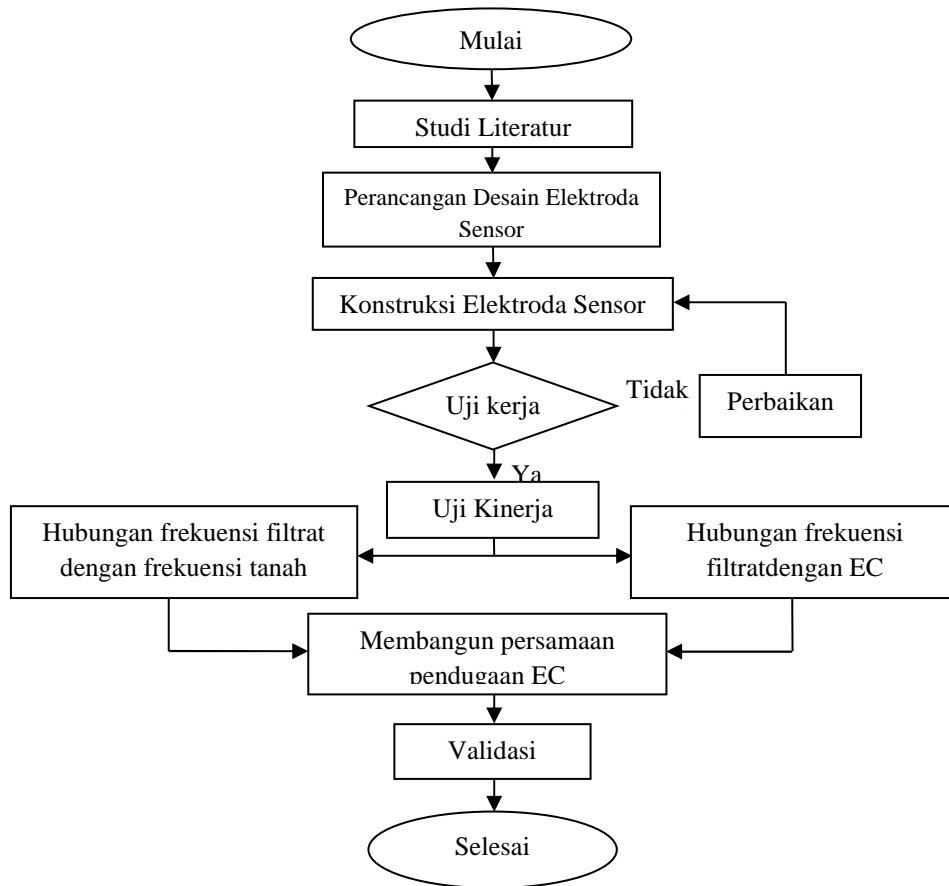 Mulai
Studi Literatur
Perancangan Desain Elektroda
Sensor
Konstruksi Elektroda Sensor
Uji kerja
Tidak
Perbaikan
Ya
Uji Kinerja
Hubungan frekuensi filtrat
dengan frekuensi tanah
Hubungan frekuensi
filtratdengan EC
Membangun persamaan
pendugaan EC
Validasi
Selesai